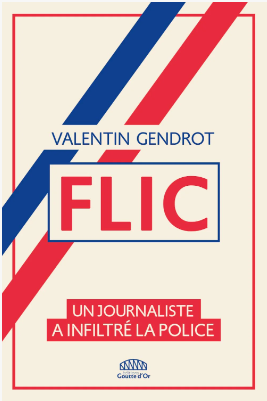 VALENTIN GENDROT
FLIC
UN JOURNALISTE
A INFILTRÉ LA POLICE
Goutte d'Or